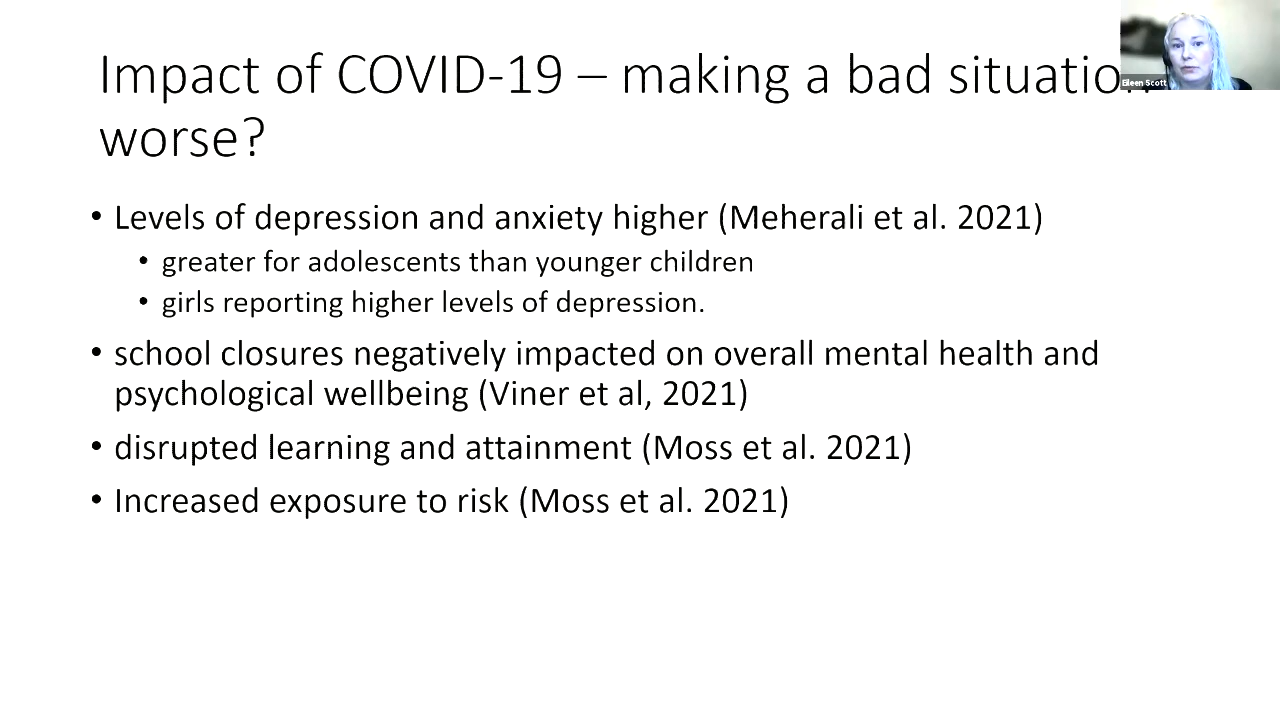 Impact of COVID-19 – making a bad situation
worse?
Eileen Scott
• Levels of depression and anxiety higher (Meherali et al. 2021)
• greater for adolescents than younger children
• girls reporting higher levels of depression.
• school closures negatively impacted on overall mental health and
psychological wellbeing (Viner et al, 2021)
• disrupted learning and attainment (Moss et al. 2021)
• Increased exposure to risk (Moss et al. 2021)